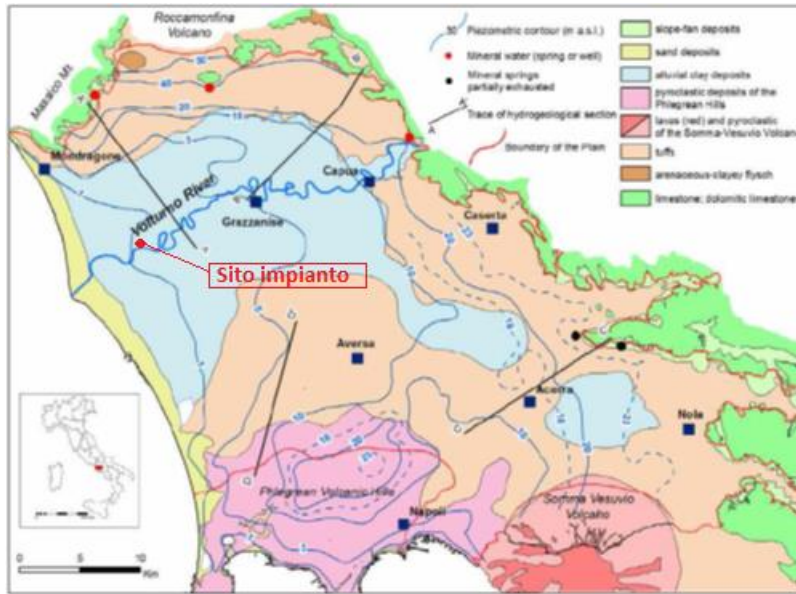 Roccamonfina
Volcano
Massico Mt.
Mondragone
Volturno River
Grazzanise
Capua
Caserta
Sito impianto
Aversa
Acerra
Nola
Phlegrean Volcanic Hills
Napoli
Somma Vesuvio
Volcano
0 5 10
Km
30 Piezometric contour (m a.s.l.)
Mineral water (spring or well)
Mineral springs
partially exhausted
Trace of hydrogeological section
Boundary of the Plain
slope-fan deposits
sand deposits
alluvial clay deposits
pyroclastic deposits of the
Phlegrean Hills
lavas (red) and pyroclastic
of the Somma-Vesuvio Volcano
tuffs
arenaceous-clayey flysch
limestone; dolomitic limestone